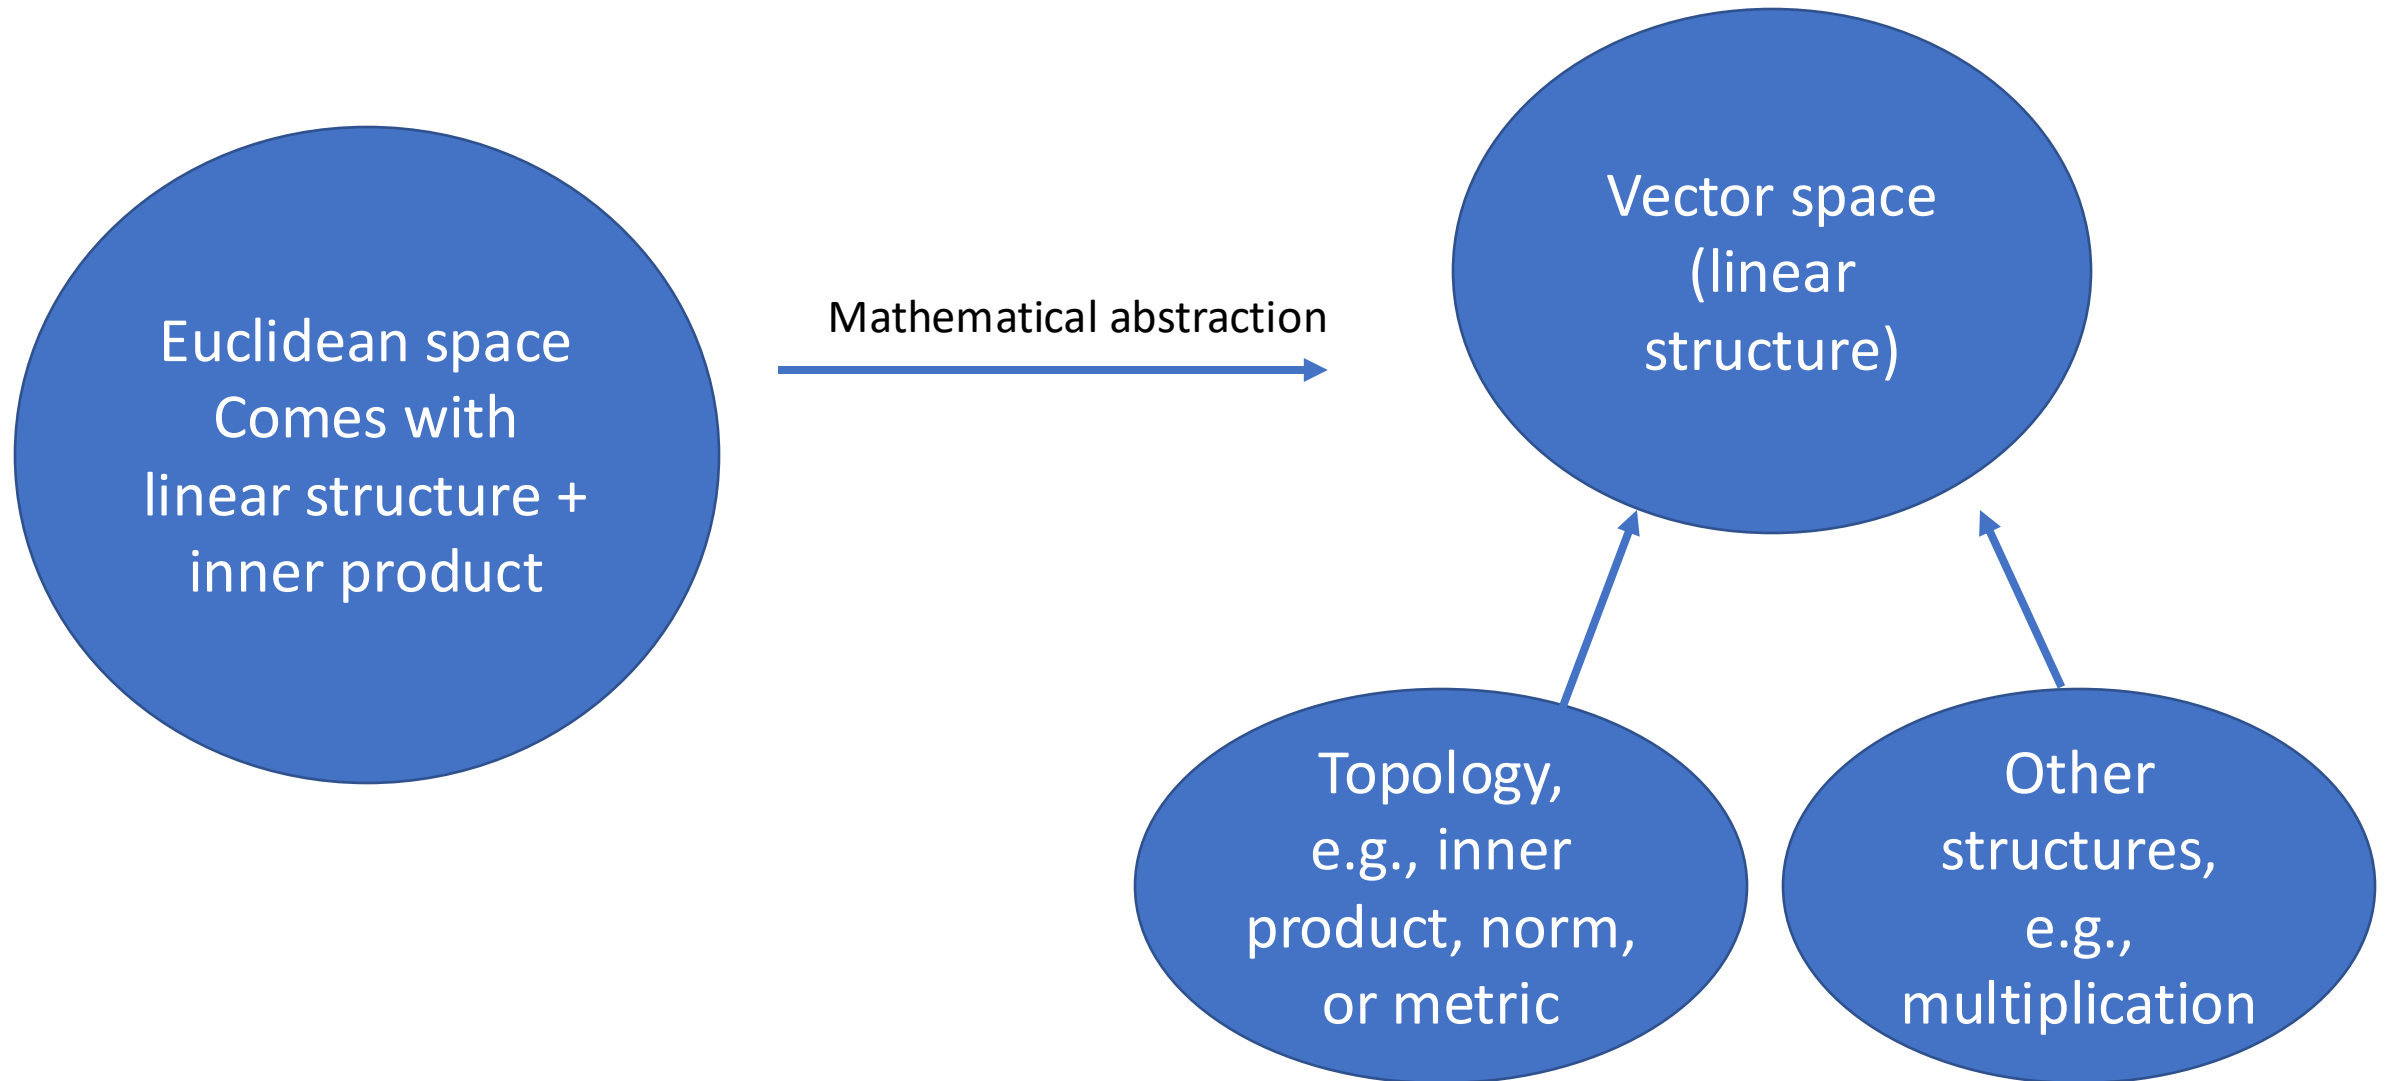 Euclidean space
Comes with
linear structure +
inner product
Mathematical abstraction
Vector space
(linear
structure)
Topology,
e.g., inner
product, norm,
or metric
Other
structures,
e.g.,
multiplication